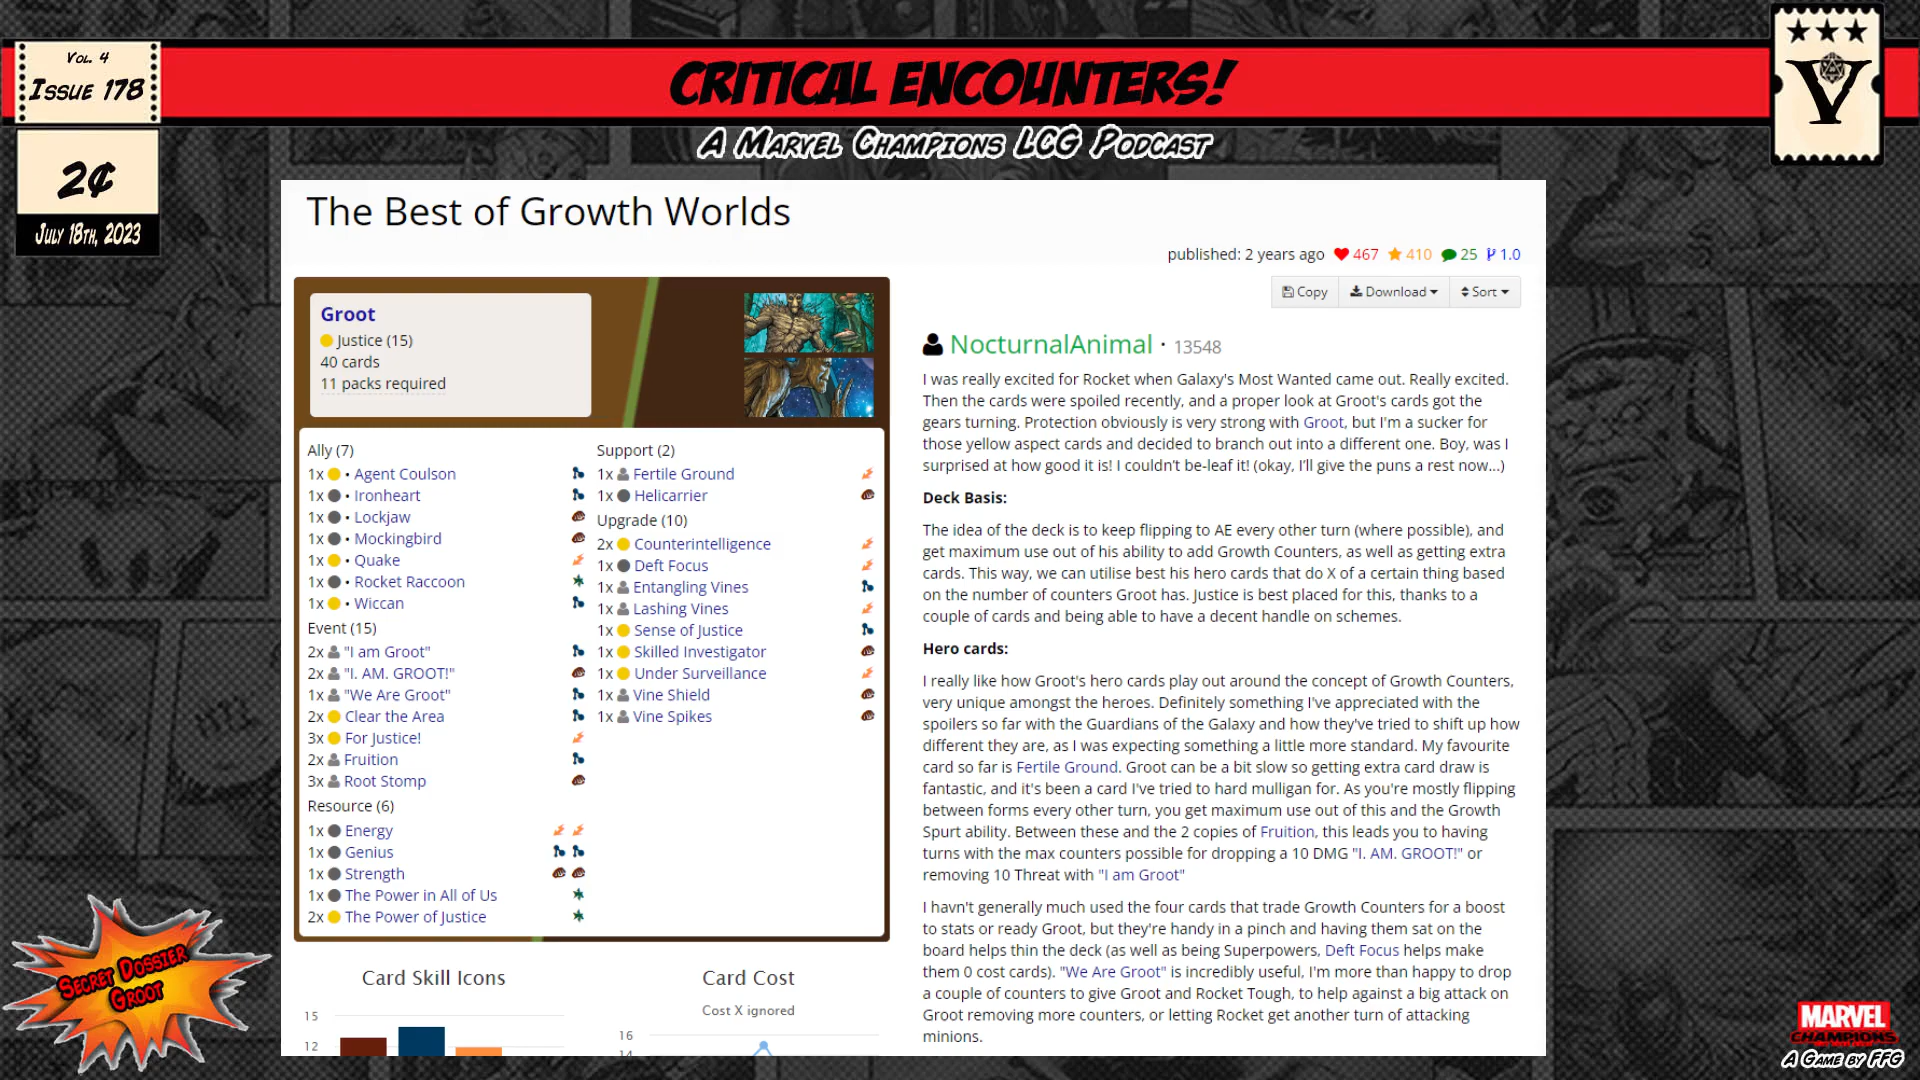 Vol. 4
Issue 178
2¢
July 18th, 2023
CRITICAL ENCOUNTERS!
A Marvel Champions LCG Podcast
★★★
V
The Best of Growth Worlds
published: 2 years ago 467 410 25 1.0
Copy Download Sort
Groot
Justice (15)
40 cards
11 packs required
Ally (7)
1x • Agent Coulson
1x • Ironheart
1x • Lockjaw
1x • Mockingbird
1x • Quake
1x • Rocket Raccoon
1x • Wiccan
Event (15)
2x "I am Groot"
2x "I. AM. GROOT!"
1x "We Are Groot"
2x Clear the Area
3x For Justice!
2x Fruition
3x Root Stomp
Resource (6)
1x Energy
1x Genius
1x Strength
1x The Power in All of Us
2x The Power of Justice
Support (2)
1x Fertile Ground
1x Helicarrier
Upgrade (10)
2x Counterintelligence
1x Deft Focus
1x Entangling Vines
1x Lashing Vines
1x Sense of Justice
1x Skilled Investigator
1x Under Surveillance
1x Vine Shield
1x Vine Spikes
Card Skill Icons
15
12
Card Cost
Cost X ignored
16
14
NocturnalAnimal · 13548
I was really excited for Rocket when Galaxy's Most Wanted came out. Really excited.
Then the cards were spoiled recently, and a proper look at Groot's cards got the
gears turning. Protection obviously is very strong with Groot, but I'm a sucker for
those yellow aspect cards and decided to branch out into a different one. Boy, was I
surprised at how good it is! I couldn't be-leaf it! (okay, I'll give the puns a rest now...)
Deck Basis:
The idea of the deck is to keep flipping to AE every other turn (where possible), and
get maximum use out of his ability to add Growth Counters, as well as getting extra
cards. This way, we can utilise best his hero cards that do X of a certain thing based
on the number of counters Groot has. Justice is best placed for this, thanks to a
couple of cards and being able to have a decent handle on schemes.
Hero cards:
I really like how Groot's hero cards play out around the concept of Growth Counters,
very unique amongst the heroes. Definitely something I've appreciated with the
spoilers so far with the Guardians of the Galaxy and how they've tried to shift up how
different they are, as I was expecting something a little more standard. My favourite
card so far is Fertile Ground. Groot can be a bit slow so getting extra card draw is
fantastic, and it's been a card I've tried to hard mulligan for. As you're mostly flipping
between forms every other turn, you get maximum use out of this and the Growth
Spurt ability. Between these and the 2 copies of Fruition, this leads you to having
turns with the max counters possible for dropping a 10 DMG "I. AM. GROOT!" or
removing 10 Threat with "I am Groot"
I havn't generally much used the four cards that trade Growth Counters for a boost
to stats or ready Groot, but they're handy in a pinch and having them sat on the
board helps thin the deck (as well as being Superpowers, Deft Focus helps make
them 0 cost cards). "We Are Groot" is incredibly useful, I'm more than happy to drop
a couple of counters to give Groot and Rocket Tough, to help against a big attack on
Groot removing more counters, or letting Rocket get another turn of attacking
minions.
Secret Dossier
Groot
MARVEL
CHAMPIONS
A Game by FFG